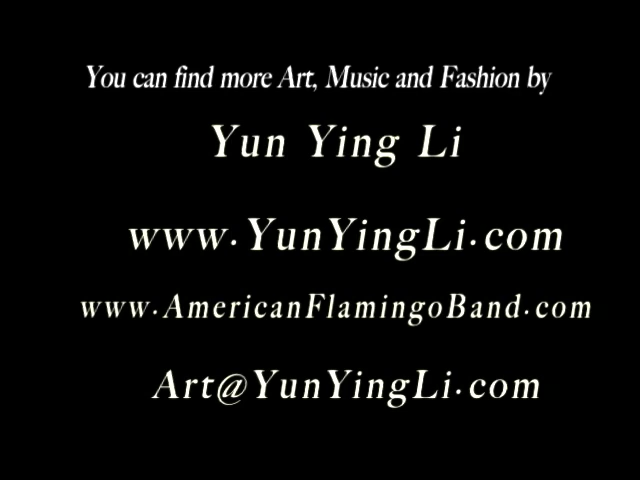 You can find more Art, Music and Fashion by
Yun Ying Li
www.YunYingLi.com
www.AmericanFlamingoBand.com
Art@YunYingLi.com